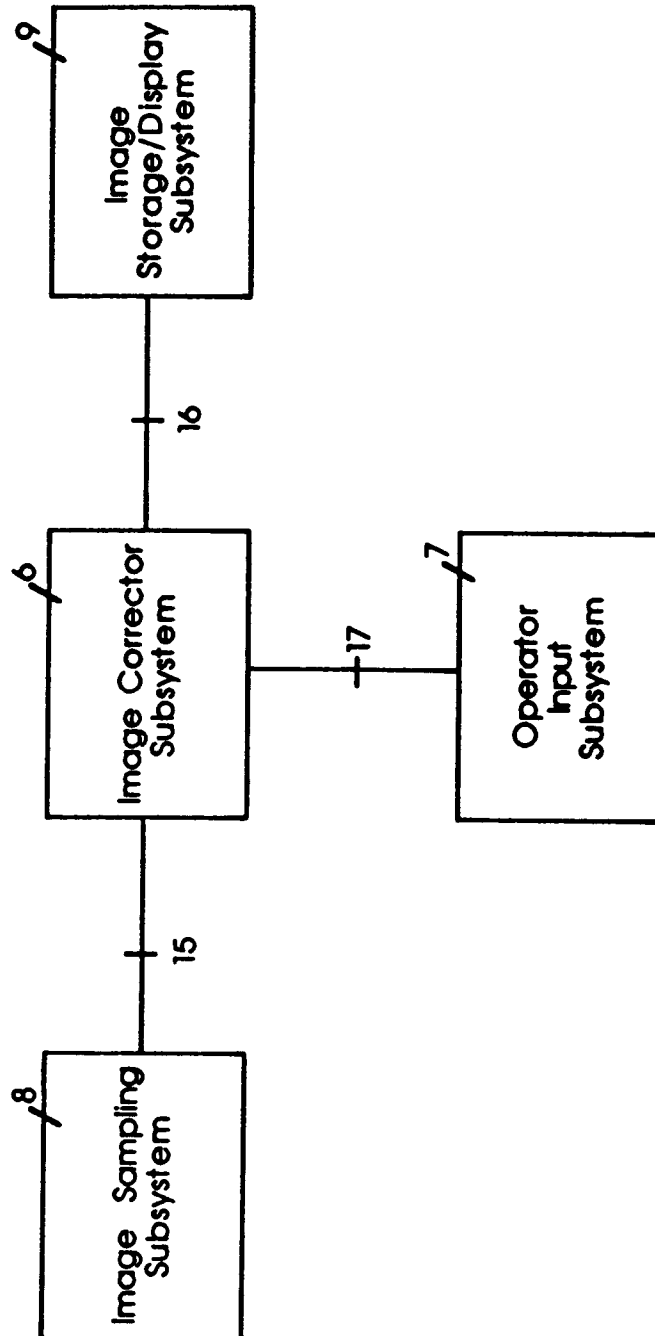 8
Image Sampling
Subsystem
15
6
Image Corrector
Subsystem
16
9
Image
Storage/Display
Subsystem
17
7
Operator
Input
Subsystem